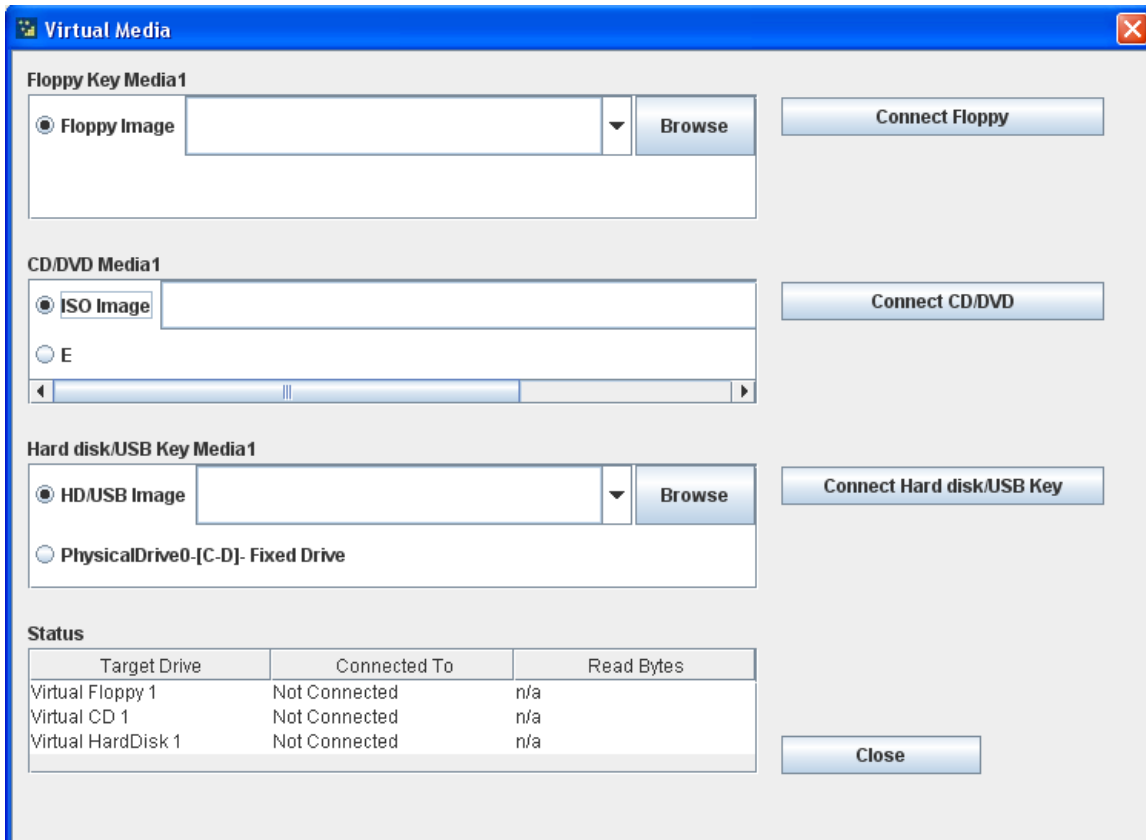 Virtual Media
Floppy Key Media1
Floppy Image Browse Connect Floppy
CD/DVD Media1
ISO Image Connect CD/DVD
E
Hard disk/USB Key Media1
HD/USB Image Browse Connect Hard disk/USB Key
PhysicalDrive0-[C-D]- Fixed Drive
Status
Target Drive Connected To Read Bytes
Virtual Floppy 1 Not Connected n/a
Virtual CD 1 Not Connected n/a
Virtual HardDisk 1 Not Connected n/a
Close